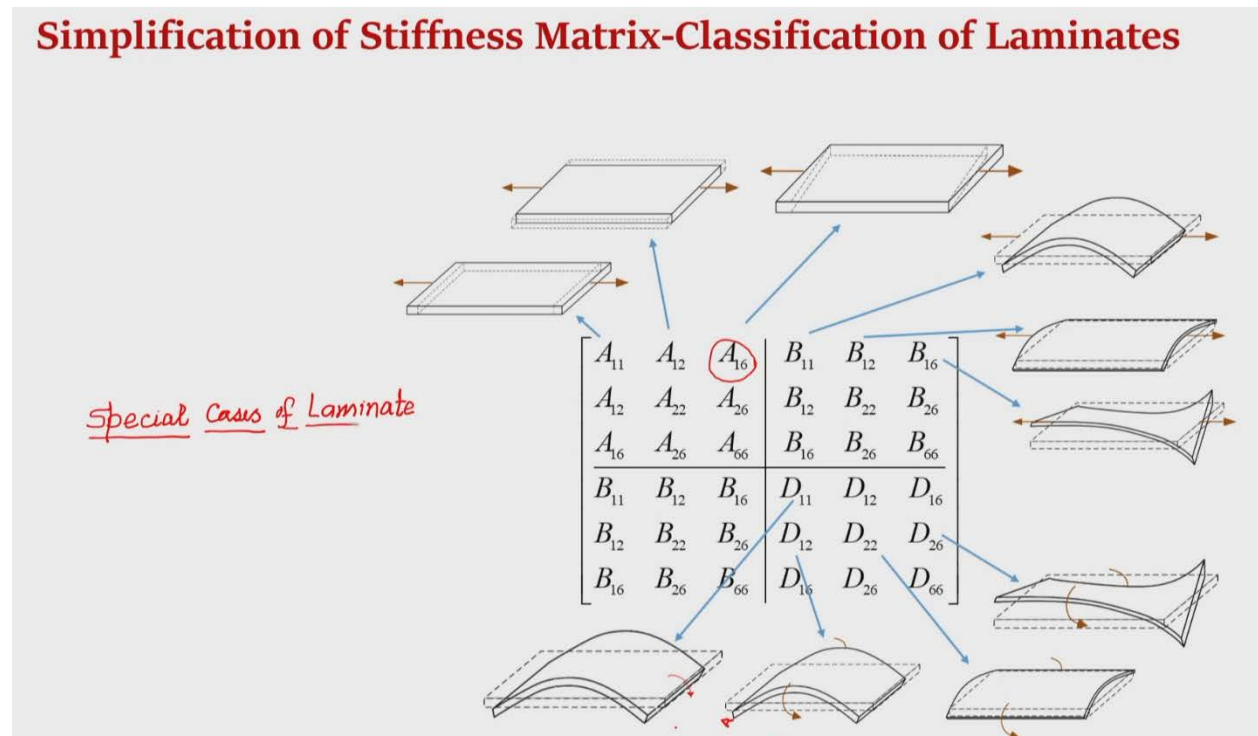 Simplification of Stiffness Matrix-Classification of Laminates
Special Cases of Laminate
A11 A12 A16 B11 B12 B16
A12 A22 A26 B12 B22 B26
A16 A26 A66 B16 B26 B66
B11 B12 B16 D11 D12 D16
B12 B22 B26 D12 D22 D26
B16 B26 B66 D16 D26 D66